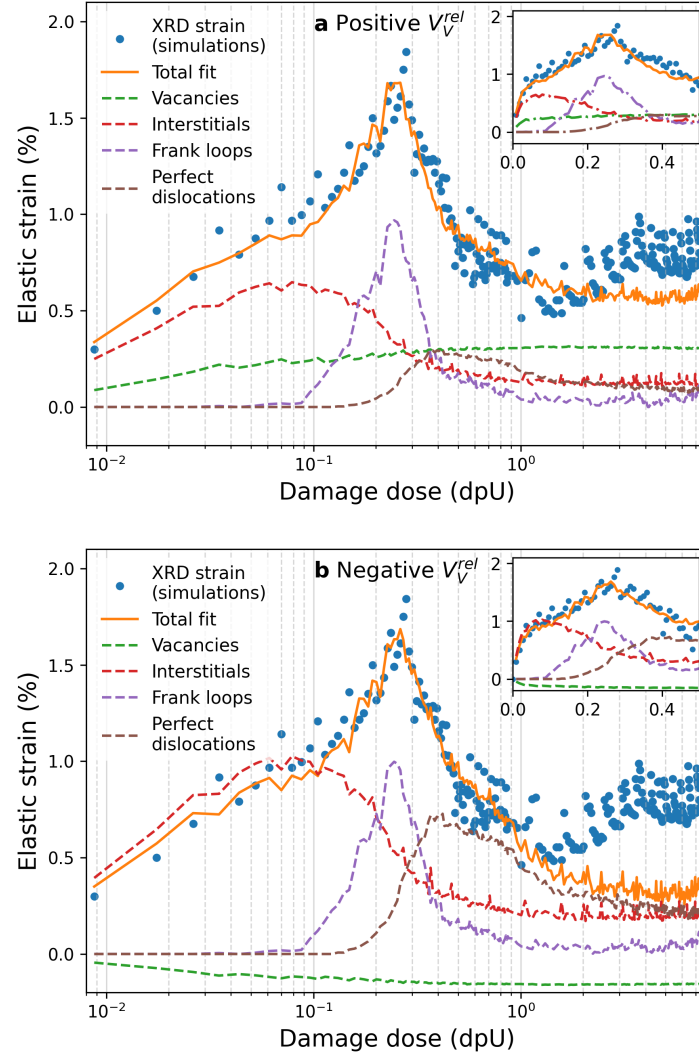 a Positive V_V^rel
XRD strain
(simulations)
Total fit
Vacancies
Interstitials
Frank loops
Perfect
dislocations
2.0
1.5
1.0
0.5
0.0
Elastic strain (%)
10⁻²
10⁻¹
10⁰
Damage dose (dpU)
2
1
0
0.0
0.2
0.4
b Negative V_V^rel
XRD strain
(simulations)
Total fit
Vacancies
Interstitials
Frank loops
Perfect
dislocations
2.0
1.5
1.0
0.5
0.0
Elastic strain (%)
10⁻²
10⁻¹
10⁰
Damage dose (dpU)
2
1
0
0.0
0.2
0.4